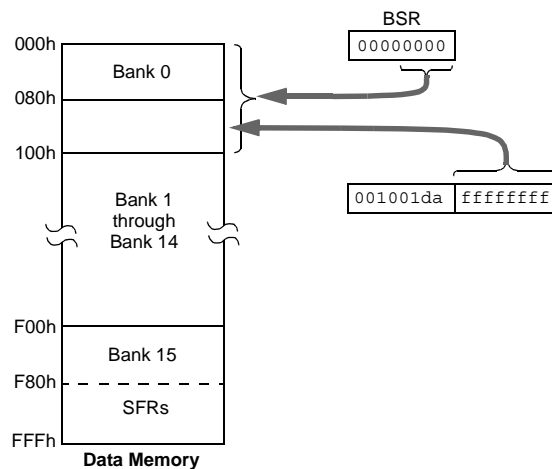 BSR
00000000
000h
Bank 0
080h
100h
001001da ffffffff
Bank 1
through
Bank 14
F00h
Bank 15
F80h
SFRs
FFFh
Data Memory